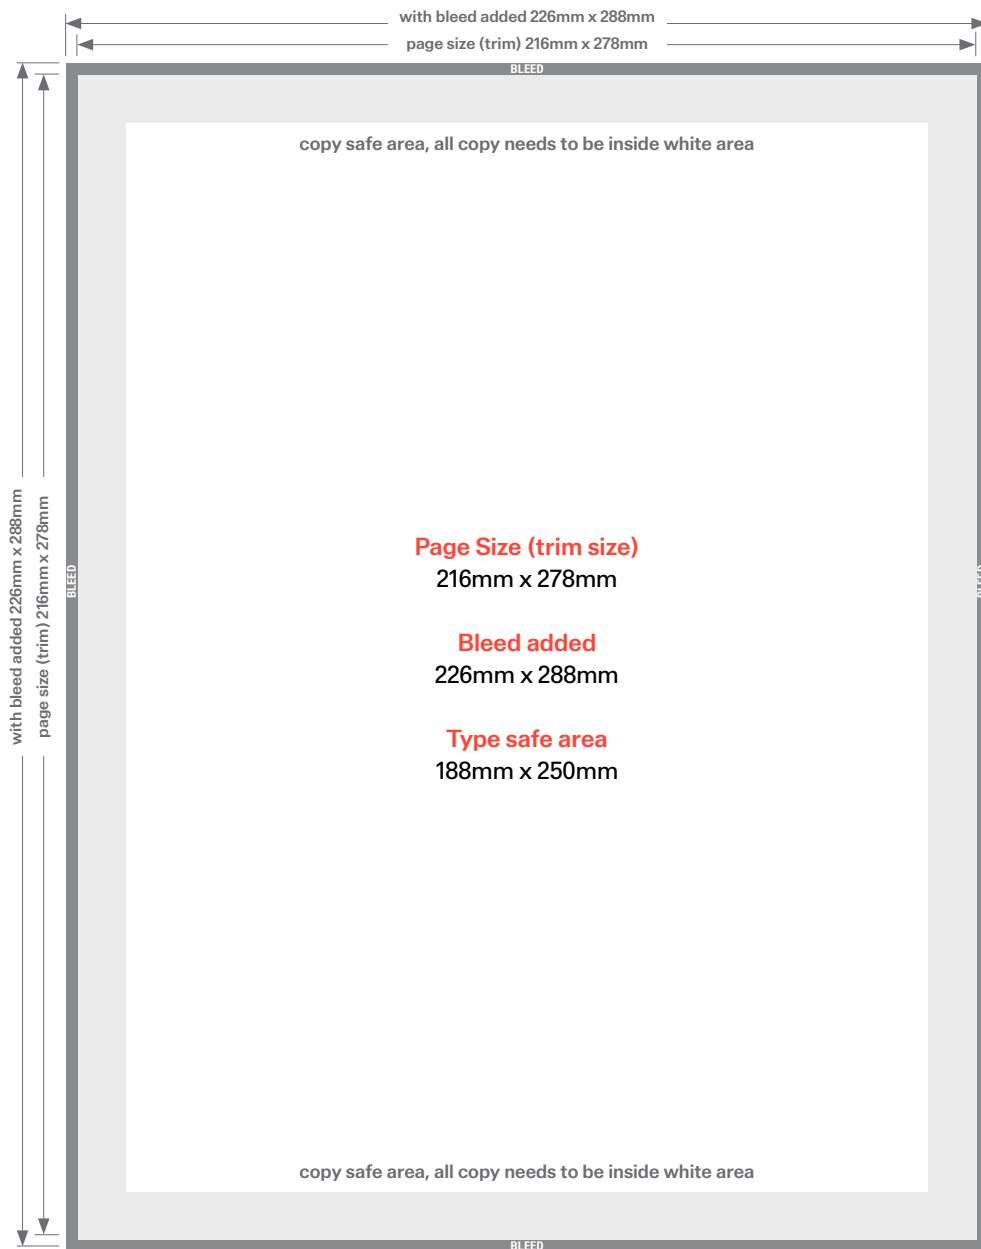 with bleed added 226mm x 288mm
page size (trim) 216mm x 278mm
BLEED
copy safe area, all copy needs to be inside white area
with bleed added 226mm x 288mm
page size (trim) 216mm x 278mm
BLEED
BLEED
Page Size (trim size)
216mm x 278mm
Bleed added
226mm x 288mm
Type safe area
188mm x 250mm
copy safe area, all copy needs to be inside white area
BLEED